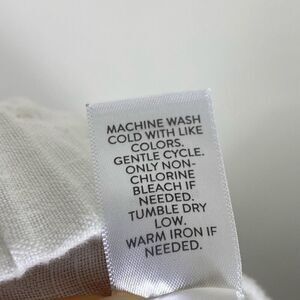 MACHINE WASH
COLD WITH LIKE
COLORS.
GENTLE CYCLE.
ONLY NON-
CHLORINE
BLEACH IF
NEEDED.
TUMBLE DRY
LOW.
WARM IRON IF
NEEDED.